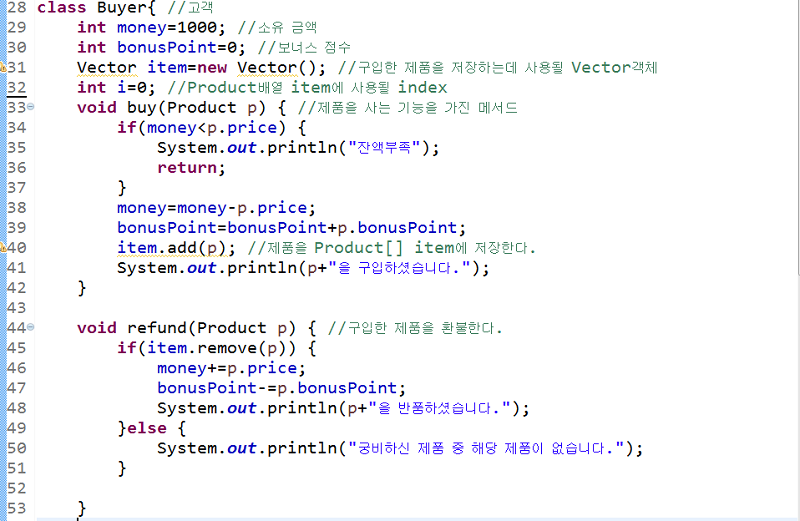 28 class Buyer{ //고객
29     int money=1000; //소유 금액
30     int bonusPoint=0; //보너스 점수
31     Vector item=new Vector(); //구입한 제품을 저장하는데 사용될 Vector객체
32     int i=0; //Product배열 item에 사용될 index
33     void buy(Product p) { //제품을 사는 기능을 가진 메서드
34         if(money<p.price) {
35             System.out.println("잔액부족");
36             return;
37         }
38         money=money-p.price;
39         bonusPoint=bonusPoint+p.bonusPoint;
40         item.add(p); //제품을 Product[] item에 저장한다.
41         System.out.println(p+"을 구입하셨습니다.");
42     }
43
44     void refund(Product p) { //구입한 제품을 환불한다.
45         if(item.remove(p)) {
46             money+=p.price;
47             bonusPoint-=p.bonusPoint;
48             System.out.println(p+"을 반품하셨습니다.");
49         }else {
50             System.out.println("궁비하신 제품 중 해당 제품이 없습니다.");
51         }
52
53     }